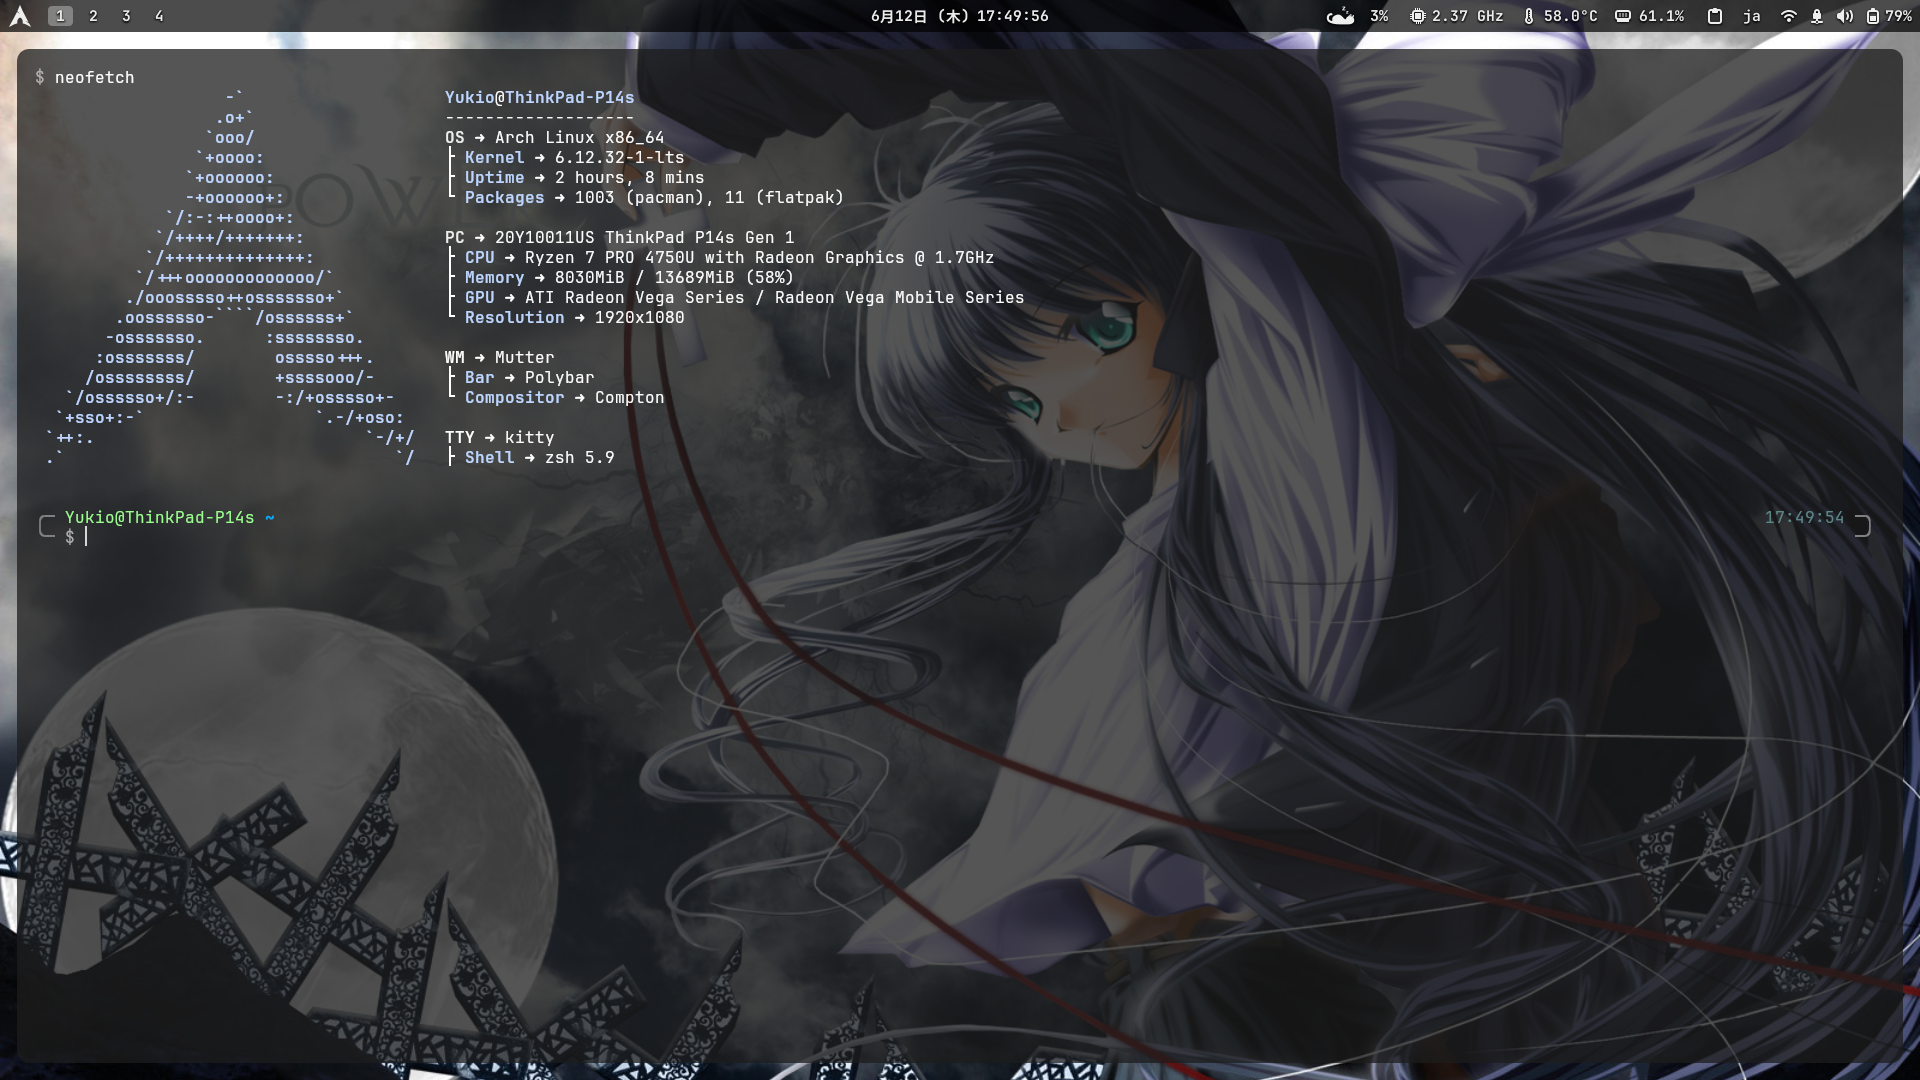 1 2 3 4 6月12日 (木) 17:49:56 3% 2.37 GHz 58.0°C 61.1% ja 79%
$ neofetch
-` Yukio@ThinkPad-P14s
.o+` -------------------
`ooo/ OS ➜ Arch Linux x86_64
`+oooo: ├ Kernel ➜ 6.12.32-1-lts
`+oooooo: ├ Uptime ➜ 2 hours, 8 mins
-+oooooo+: └ Packages ➜ 1003 (pacman), 11 (flatpak)
`/:-:++oooo+:
`/++++/+++++++: PC ➜ 20Y10011US ThinkPad P14s Gen 1
`/++++++++++++++: ├ CPU ➜ Ryzen 7 PRO 4750U with Radeon Graphics @ 1.7GHz
`/+++ooooooooooooo/` ├ Memory ➜ 8030MiB / 13689MiB (58%)
./ooosssso++osssssso+` ├ GPU ➜ ATI Radeon Vega Series / Radeon Vega Mobile Series
.oossssso-````/ossssss+` └ Resolution ➜ 1920x1080
-osssssso. :ssssssso.
:osssssss/ osssso+++. WM ➜ Mutter
/ossssssss/ +ssssooo/- ├ Bar ➜ Polybar
`/ossssso+/:- -:/+osssso+- └ Compositor ➜ Compton
`+sso+:-` `.-/+oso:
`++:. `-/+/ TTY ➜ kitty
.` `/ ├ Shell ➜ zsh 5.9
Yukio@ThinkPad-P14s ~ 17:49:54
$